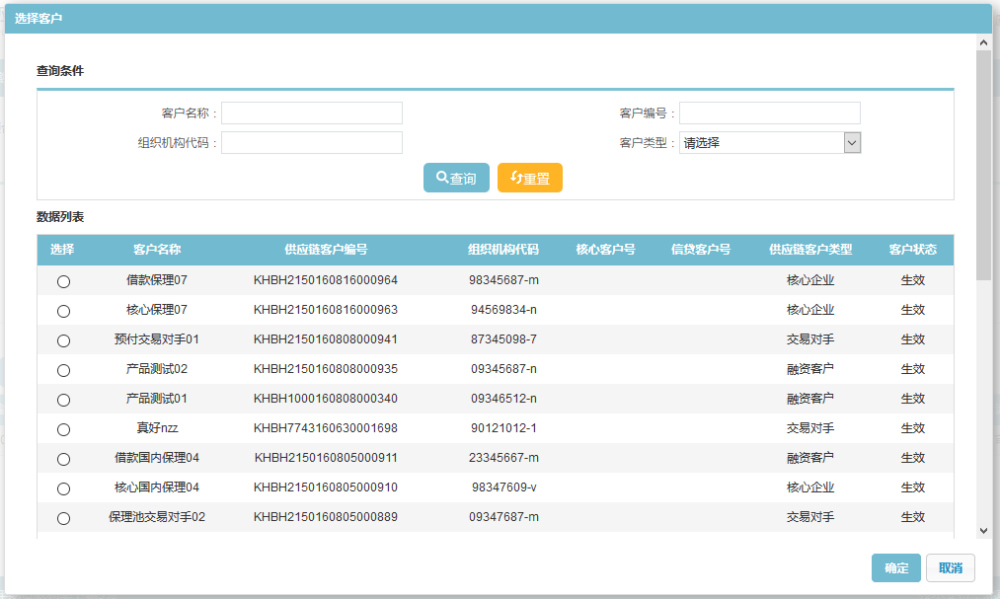 选择客户
查询条件
客户名称： 客户编号：
组织机构代码： 客户类型： 请选择
查询 重置
数据列表
选择 客户名称 供应链客户编号 组织机构代码 核心客户号 信贷客户号 供应链客户类型 客户状态
借款保理07 KHBH2150160816000964 98345687-m 核心企业 生效
核心保理07 KHBH2150160816000963 94569834-n 核心企业 生效
预付交易对手01 KHBH2150160808000941 87345098-7 交易对手 生效
产品测试02 KHBH2150160808000935 09345687-n 融资客户 生效
产品测试01 KHBH1000160808000340 09346512-n 融资客户 生效
真好nzz KHBH7743160630001698 90121012-1 交易对手 生效
借款国内保理04 KHBH2150160805000911 23345667-m 融资客户 生效
核心国内保理04 KHBH2150160805000910 98347609-v 核心企业 生效
保理池交易对手02 KHBH2150160805000889 09347687-m 交易对手 生效
确定 取消